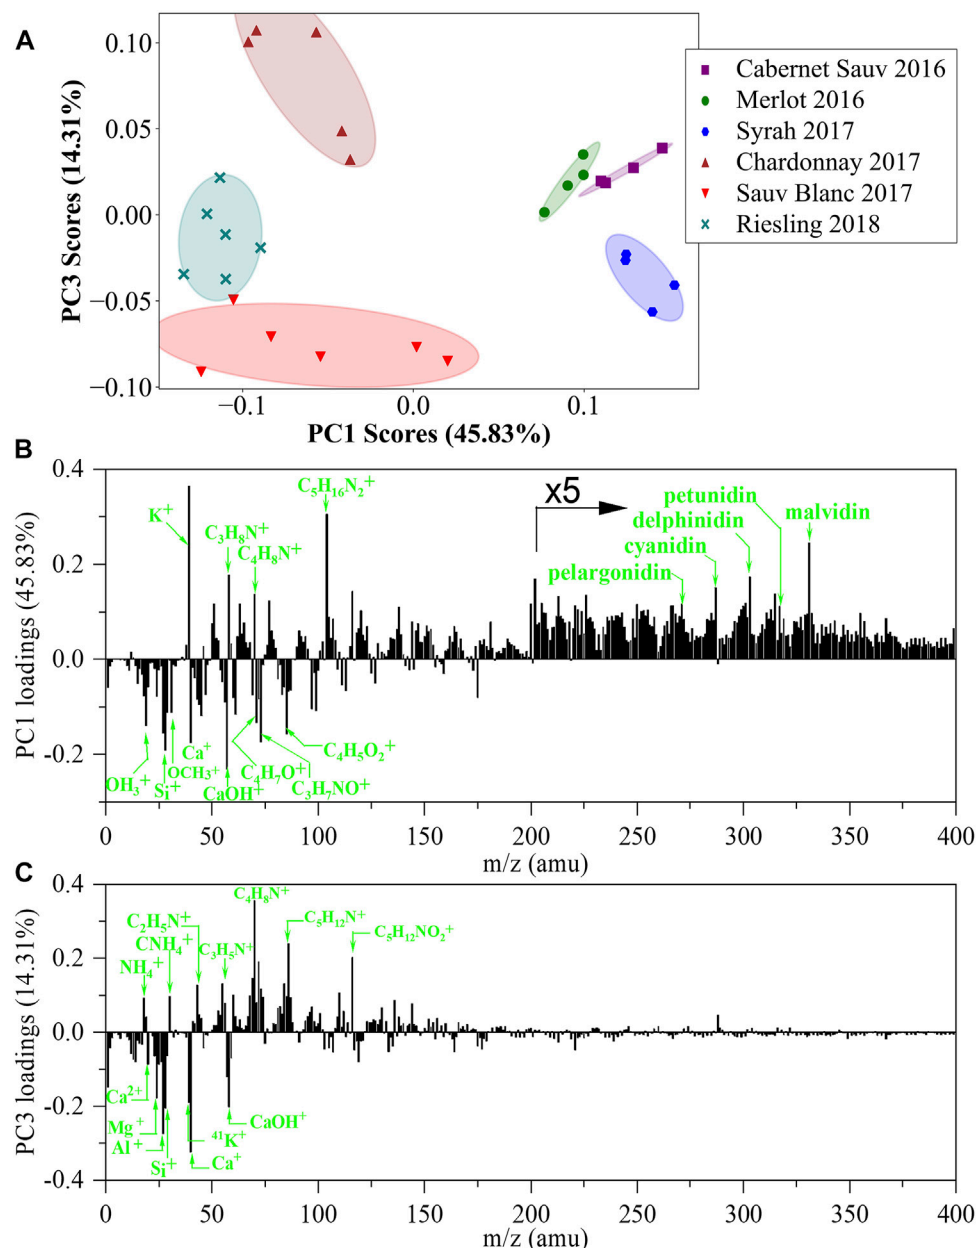 A
PC3 Scores (14.31%)
0.10
0.05
0.00
−0.05
−0.10
−0.1
0.0
0.1
PC1 Scores (45.83%)
Cabernet Sauv 2016
Merlot 2016
Syrah 2017
Chardonnay 2017
Sauv Blanc 2017
Riesling 2018
B
PC1 loadings (45.83%)
0.4
0.2
0.0
-0.2
K⁺
C₃H₈N⁺
C₄H₈N⁺
C₅H₁₆N₂⁺
x5
pelargonidin
cyanidin
delphinidin
petunidin
malvidin
OH₃⁺
Si⁺
OCH₃⁺
Ca⁺
CaOH⁺
C₄H₇O⁺
C₃H₇NO⁺
C₄H₅O₂⁺
0
50
100
150
200
250
300
350
400
m/z (amu)
C
PC3 loadings (14.31%)
0.4
0.2
0.0
-0.2
-0.4
NH₄⁺
CNH₄⁺
C₂H₅N⁺
C₃H₅N⁺
C₄H₈N⁺
C₅H₁₂N⁺
C₅H₁₂NO₂⁺
Ca²⁺
Mg⁺
Al⁺
Si⁺
⁴¹K⁺
Ca⁺
CaOH⁺
0
50
100
150
200
250
300
350
400
m/z (amu)